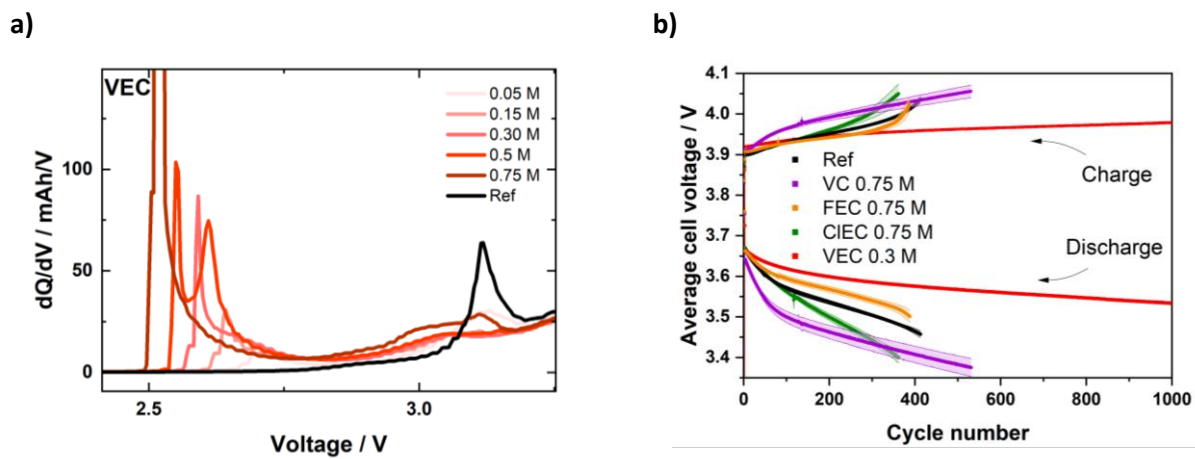 a)
VEC
0.05 M
0.15 M
0.30 M
0.5 M
0.75 M
Ref
100
50
0
2.5
3.0
dQ/dV / mAh/V
Voltage / V
b)
4.1
4.0
3.9
3.8
3.7
3.6
3.5
3.4
Ref
VC 0.75 M
FEC 0.75 M
ClEC 0.75 M
VEC 0.3 M
Charge
Discharge
0
200
400
600
800
1000
Average cell voltage / V
Cycle number